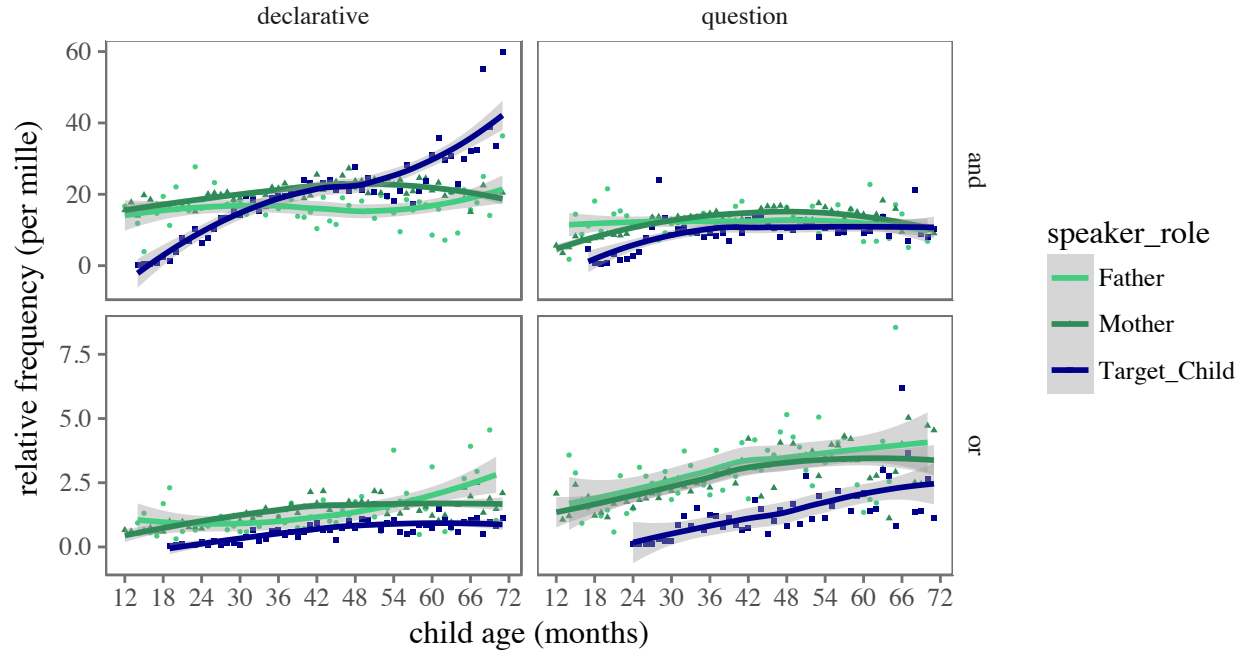 declarative question
60
40
20
0
and
7.5
5.0
2.5
0.0
or
relative frequency (per mille)
12 18 24 30 36 42 48 54 60 66 72 12 18 24 30 36 42 48 54 60 66 72
child age (months)
speaker_role
Father
Mother
Target_Child